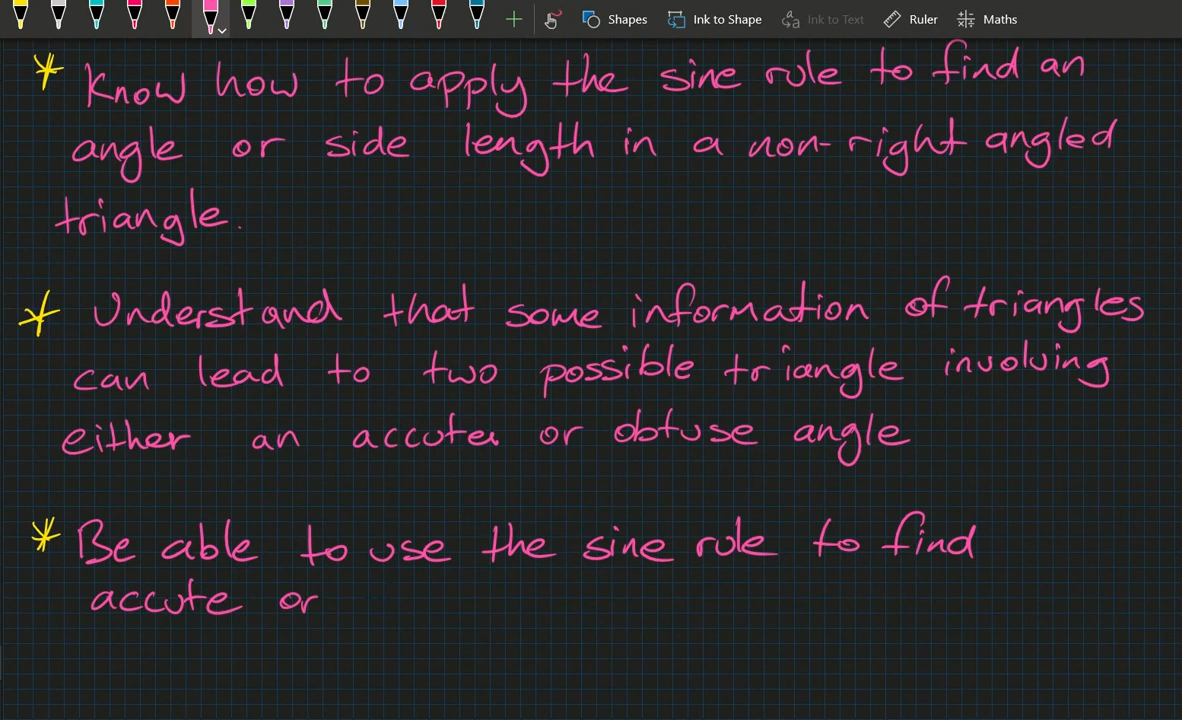 Shapes Ink to Shape Ink to Text Ruler Maths
* Know how to apply the sine rule to find an
angle or side length in a non-right angled
triangle.
* Understand that some information of triangles
can lead to two possible triangle involving
either an accute or obtuse angle
* Be able to use the sine rule to find
accute or